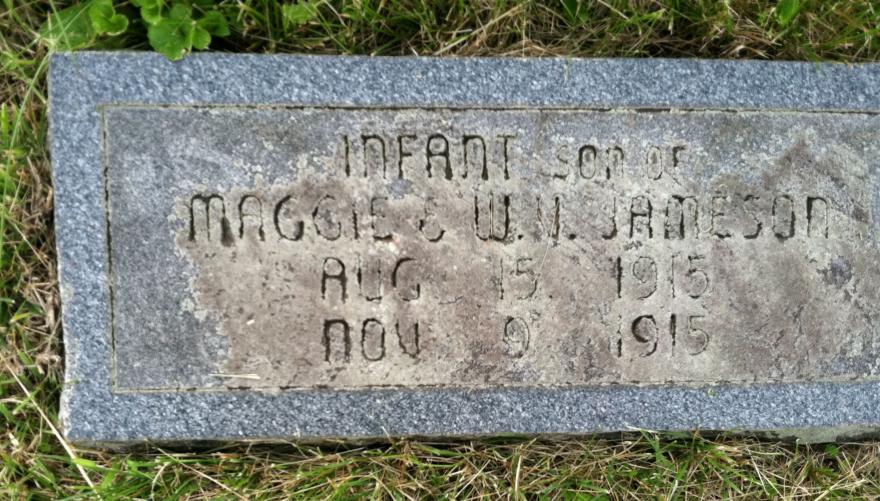 INFANT SON OF
MAGGIE & W.V. JAMESON
AUG. 15. 1915
NOV. 9 1915